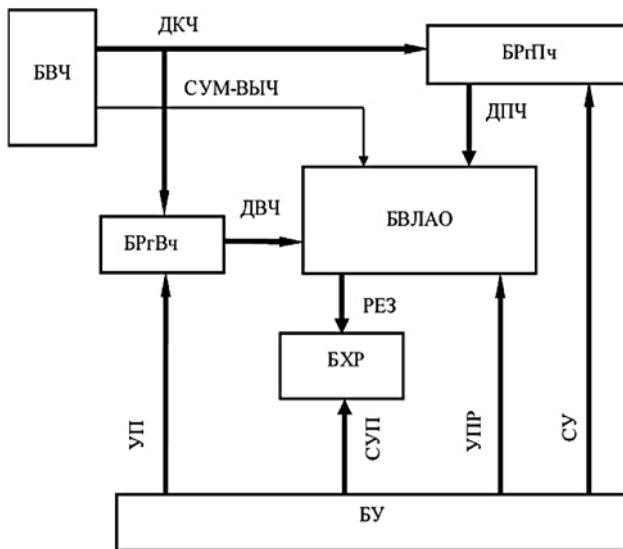 ДКЧ
БВЧ
БРгПч
СУМ-ВЫЧ
ДПЧ
ДВЧ
БВЛАО
БРгВч
РЕЗ
БХР
УП
СУП
УПР
СУ
БУ